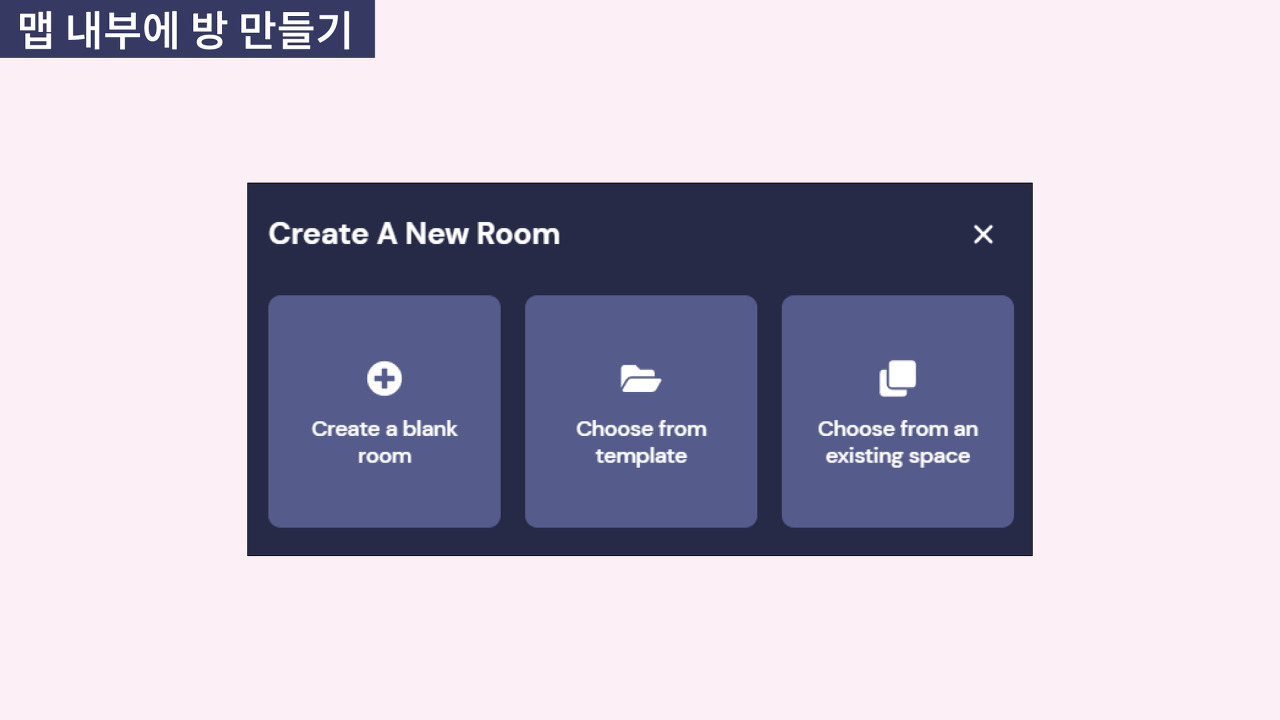 맵 내부에 방 만들기
Create A New Room
Create a blank
room
Choose from
template
Choose from an
existing space